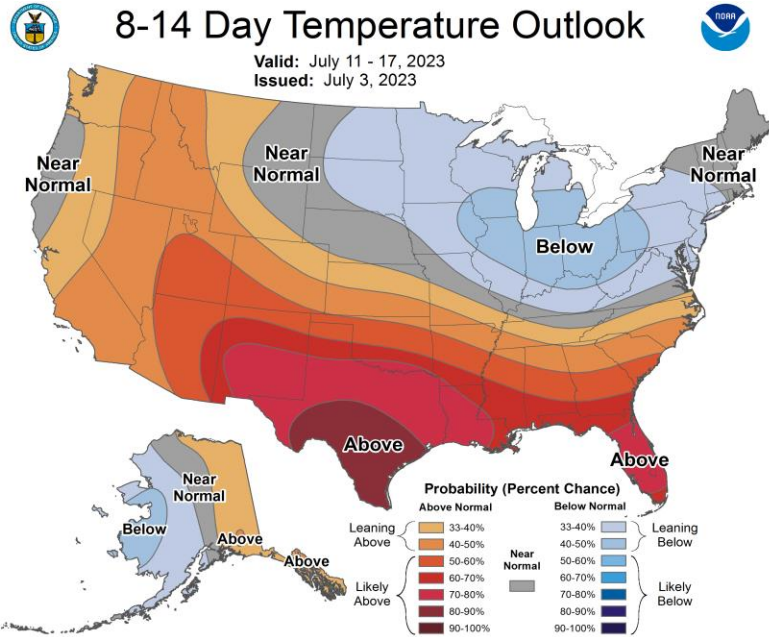 8-14 Day Temperature Outlook
NOAA
Valid: July 11 - 17, 2023
Issued: July 3, 2023
Near
Normal
Near
Normal
Near
Normal
Below
Above
Above
Near
Normal
Below
Above
Above
Probability (Percent Chance)
Above Normal
Below Normal
Leaning
Above
33-40%
40-50%
Likely
Above
50-60%
60-70%
70-80%
80-90%
90-100%
Near
Normal
33-40%
40-50%
Leaning
Below
50-60%
60-70%
70-80%
80-90%
90-100%
Likely
Below